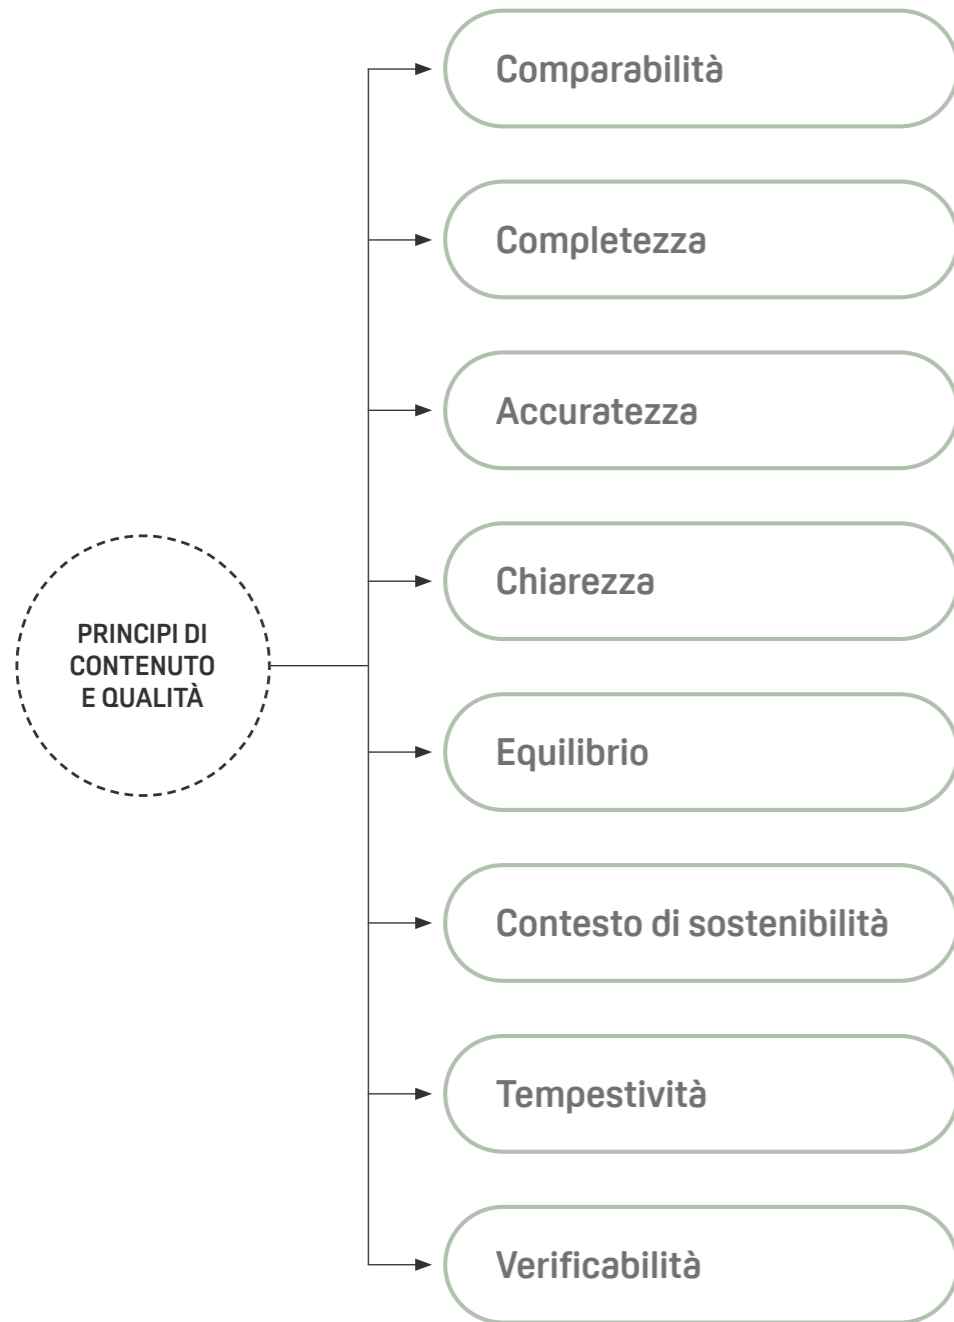 Comparabilità
Completezza
Accuratezza
Chiarezza
PRINCIPI DI
CONTENUTO
E QUALITÀ
Equilibrio
Contesto di sostenibilità
Tempestività
Verificabilità